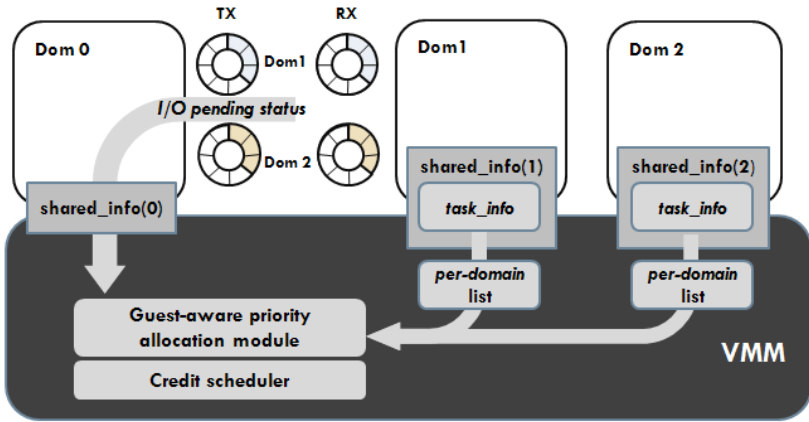 TX
RX
Dom 0
Dom1
Dom1
Dom 2
I/O pending status
Dom 2
shared_info(0)
shared_info(1)
task_info
shared_info(2)
task_info
per-domain
list
per-domain
list
Guest-aware priority
allocation module
Credit scheduler
VMM